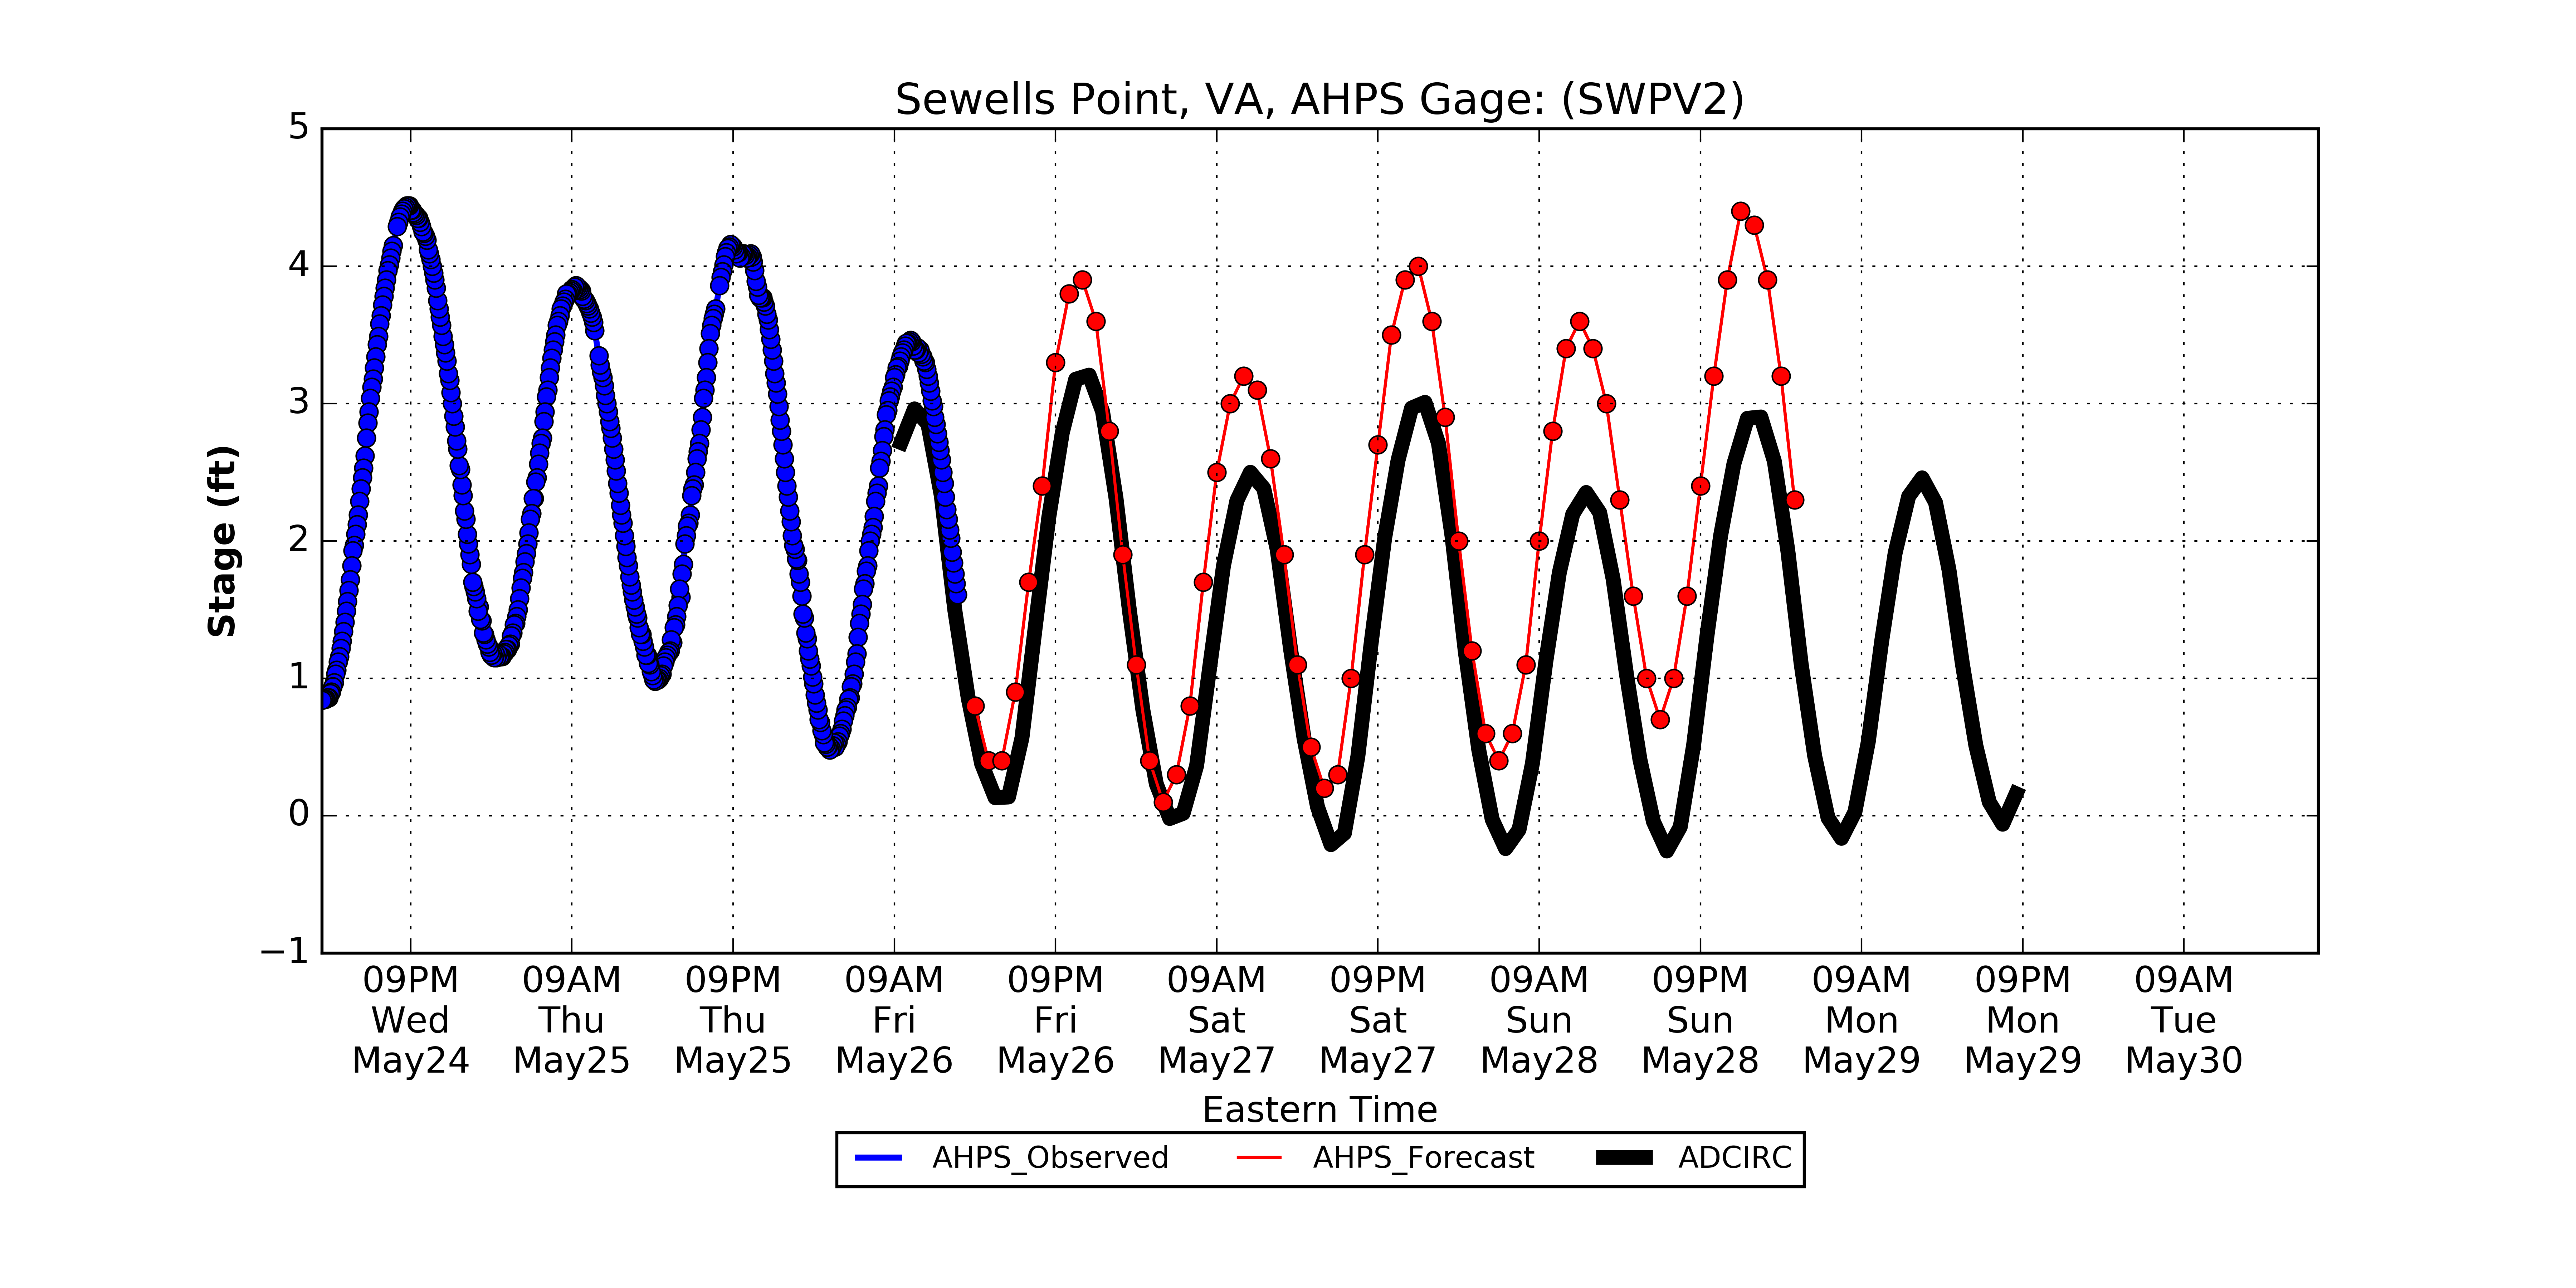 Sewells Point, VA, AHPS Gage: (SWPV2)
5
4
3
2
1
0
−1
Stage (ft)
09PM 09AM 09PM 09AM 09PM 09AM 09PM 09AM 09PM 09AM 09PM 09AM
Wed Thu Thu Fri Fri Sat Sat Sun Sun Mon Mon Tue
May24 May25 May25 May26 May26 May27 May27 May28 May28 May29 May29 May30
Eastern Time
AHPS_Observed AHPS_Forecast ADCIRC